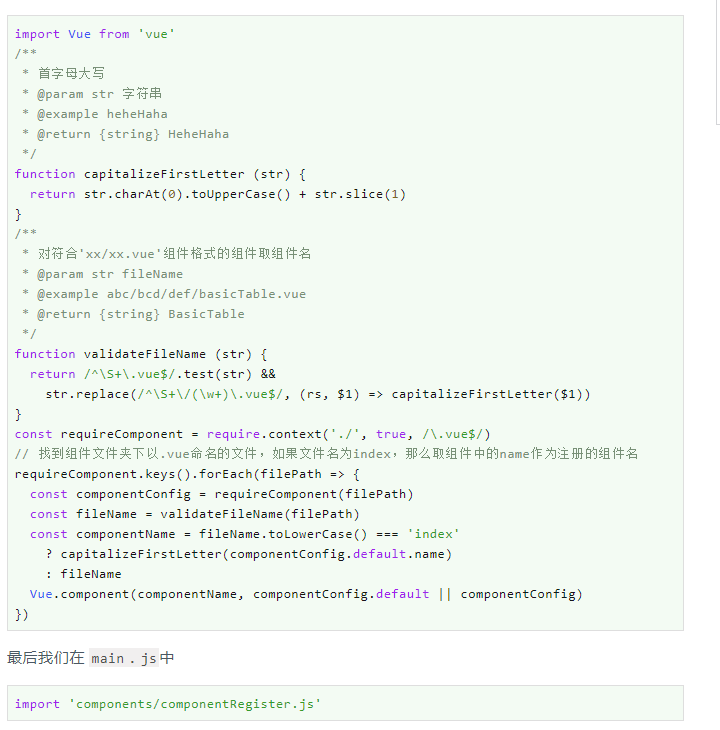 import Vue from 'vue'
/**
 * 首字母大写
 * @param str 字符串
 * @example heheHaha
 * @return {string} HeheHaha
 */
function capitalizeFirstLetter (str) {
  return str.charAt(0).toUpperCase() + str.slice(1)
}
/**
 * 对符合'xx/xx.vue'组件格式的组件取组件名
 * @param str fileName
 * @example abc/bcd/def/basicTable.vue
 * @return {string} BasicTable
 */
function validateFileName (str) {
  return /^\S+\.vue$/.test(str) &&
    str.replace(/^\S+\/(\w+)\.vue$/, (rs, $1) => capitalizeFirstLetter($1))
}
const requireComponent = require.context('./', true, /\.vue$/)
// 找到组件文件夹下以.vue命名的文件，如果文件名为index，那么取组件中的name作为注册的组件名
requireComponent.keys().forEach(filePath => {
  const componentConfig = requireComponent(filePath)
  const fileName = validateFileName(filePath)
  const componentName = fileName.toLowerCase() === 'index'
    ? capitalizeFirstLetter(componentConfig.default.name)
    : fileName
  Vue.component(componentName, componentConfig.default || componentConfig)
})
最后我们在 main.js中
import 'components/componentRegister.js'